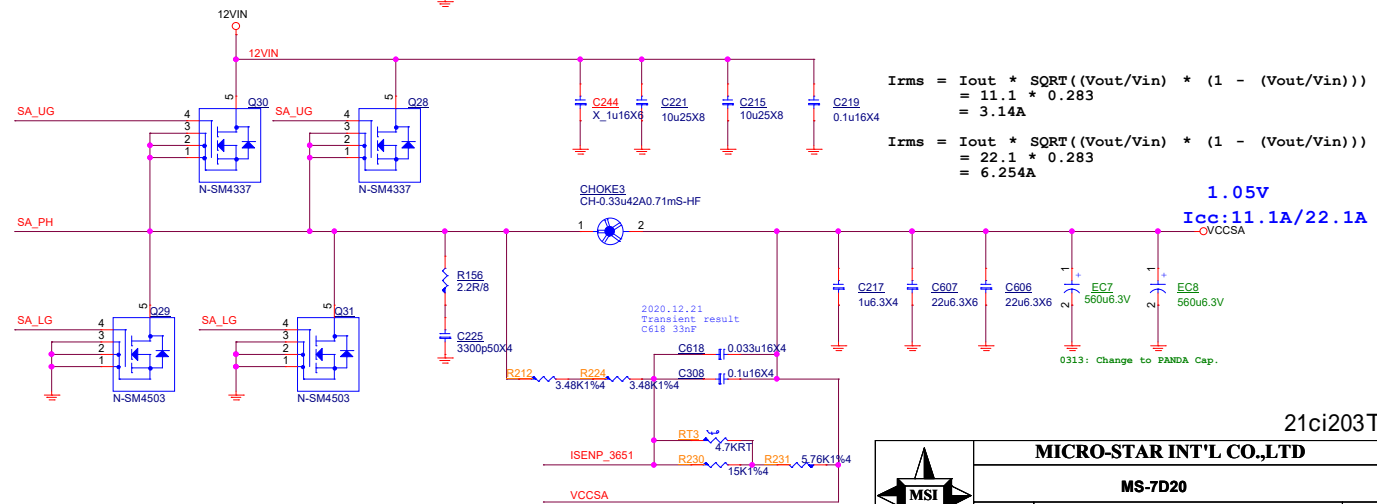 12VIN
12VIN
SA_UG
Q30
5
4
3
2
1
N-SM4337
SA_UG
Q28
5
4
3
2
1
N-SM4337
C244
X_1u16X6
C221
10u25X8
C215
10u25X8
C219
0.1u16X4
Irms = Iout * SQRT((Vout/Vin) * (1 - (Vout/Vin)))
= 11.1 * 0.283
= 3.14A
Irms = Iout * SQRT((Vout/Vin) * (1 - (Vout/Vin)))
= 22.1 * 0.283
= 6.254A
1.05V
Icc:11.1A/22.1A
VCCSA
SA_PH
CHOKE3
CH-0.33u42A0.71mS-HF
1
2
R156
2.2R/8
C225
3300p50X4
C217
1u6.3X4
C607
22u6.3X6
C606
22u6.3X6
1
+
EC7
560u6.3V
2
1
+
EC8
560u6.3V
2
0313: Change to PANDA Cap.
SA_LG
Q29
5
4
3
2
1
N-SM4503
SA_LG
Q31
5
4
3
2
1
N-SM4503
2020.12.21
Transient result
C618 33nF
C618
0.033u16X4
R212
3.48K1%4
R224
3.48K1%4
C308
0.1u16X4
RT3
4.7KRT
ISENP_3651
R230
15K1%4
R231
5.76K1%4
VCCSA
21ci203T
MSI
MICRO-STAR INT'L CO.,LTD
MS-7D20